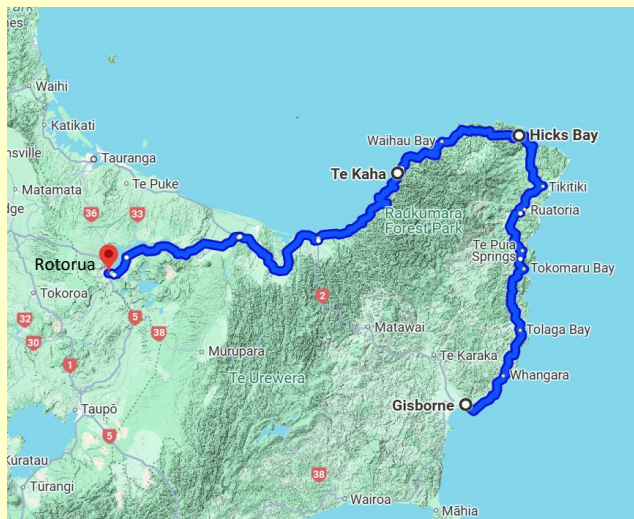 nes
Waihi
Katikati
nsville
Tauranga
Matamata
Te Puke
dge
36
33
Rotorua
Tokoroa
32
30
5
38
1
Murupara
Te Urewera
Taupō
5
Kuratau
Tūrangi
Waihau Bay
Hicks Bay
Te Kaha
Tikitiki
Raukumara
Forest Park
Ruatoria
Te Puia
Springs
Tokomaru Bay
2
Matawai
Tolaga Bay
Te Karaka
Whangara
Gisborne
38
Wairoa
Māhia